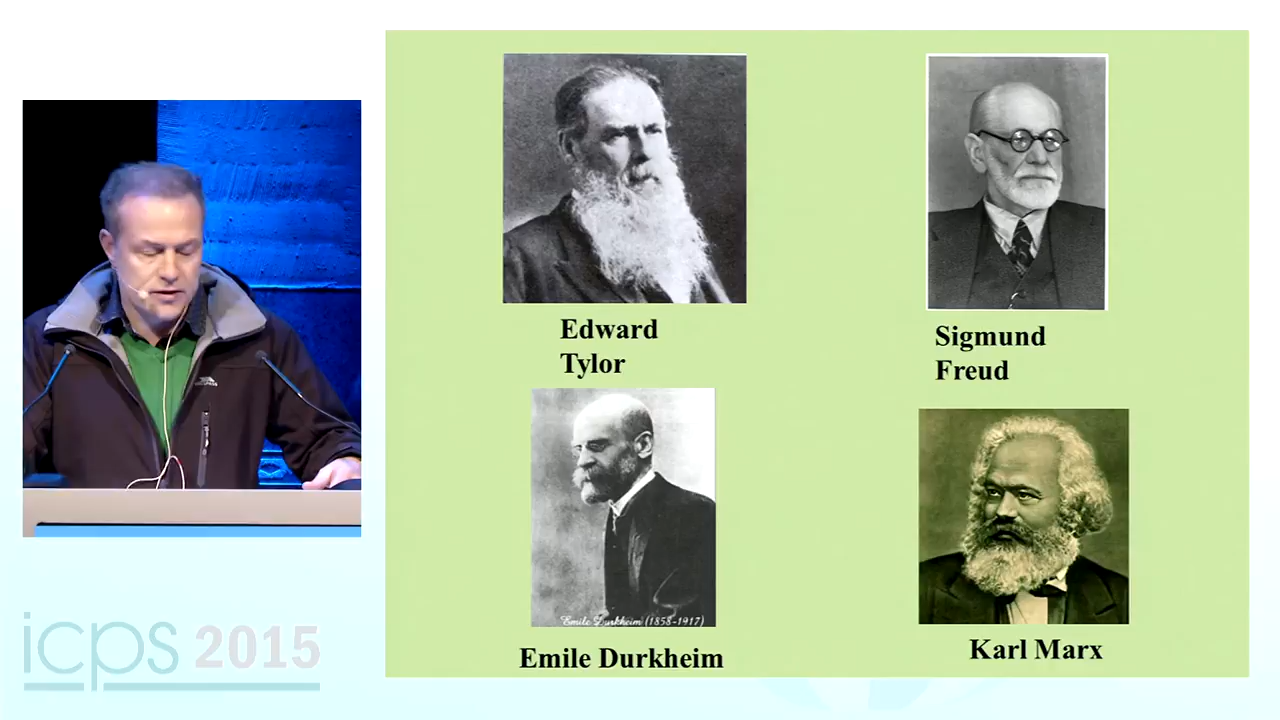 Edward
Tylor
Sigmund
Freud
Emile Durkheim (1858-1917)
Emile Durkheim
Karl Marx
icps 2015